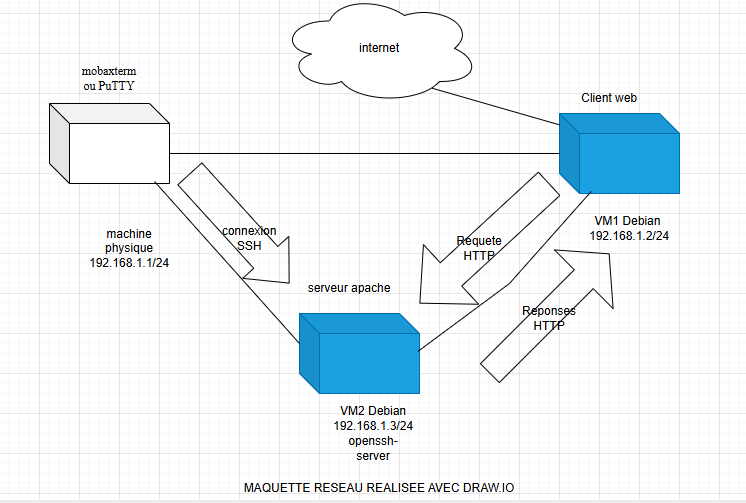 internet
mobaxterm
ou PuTTY
Client web
machine
physique
192.168.1.1/24
connexion
SSH
Requete
HTTP
VM1 Debian
192.168.1.2/24
serveur apache
Reponses
HTTP
VM2 Debian
192.168.1.3/24
openssh-
server
MAQUETTE RESEAU REALISEE AVEC DRAW.IO